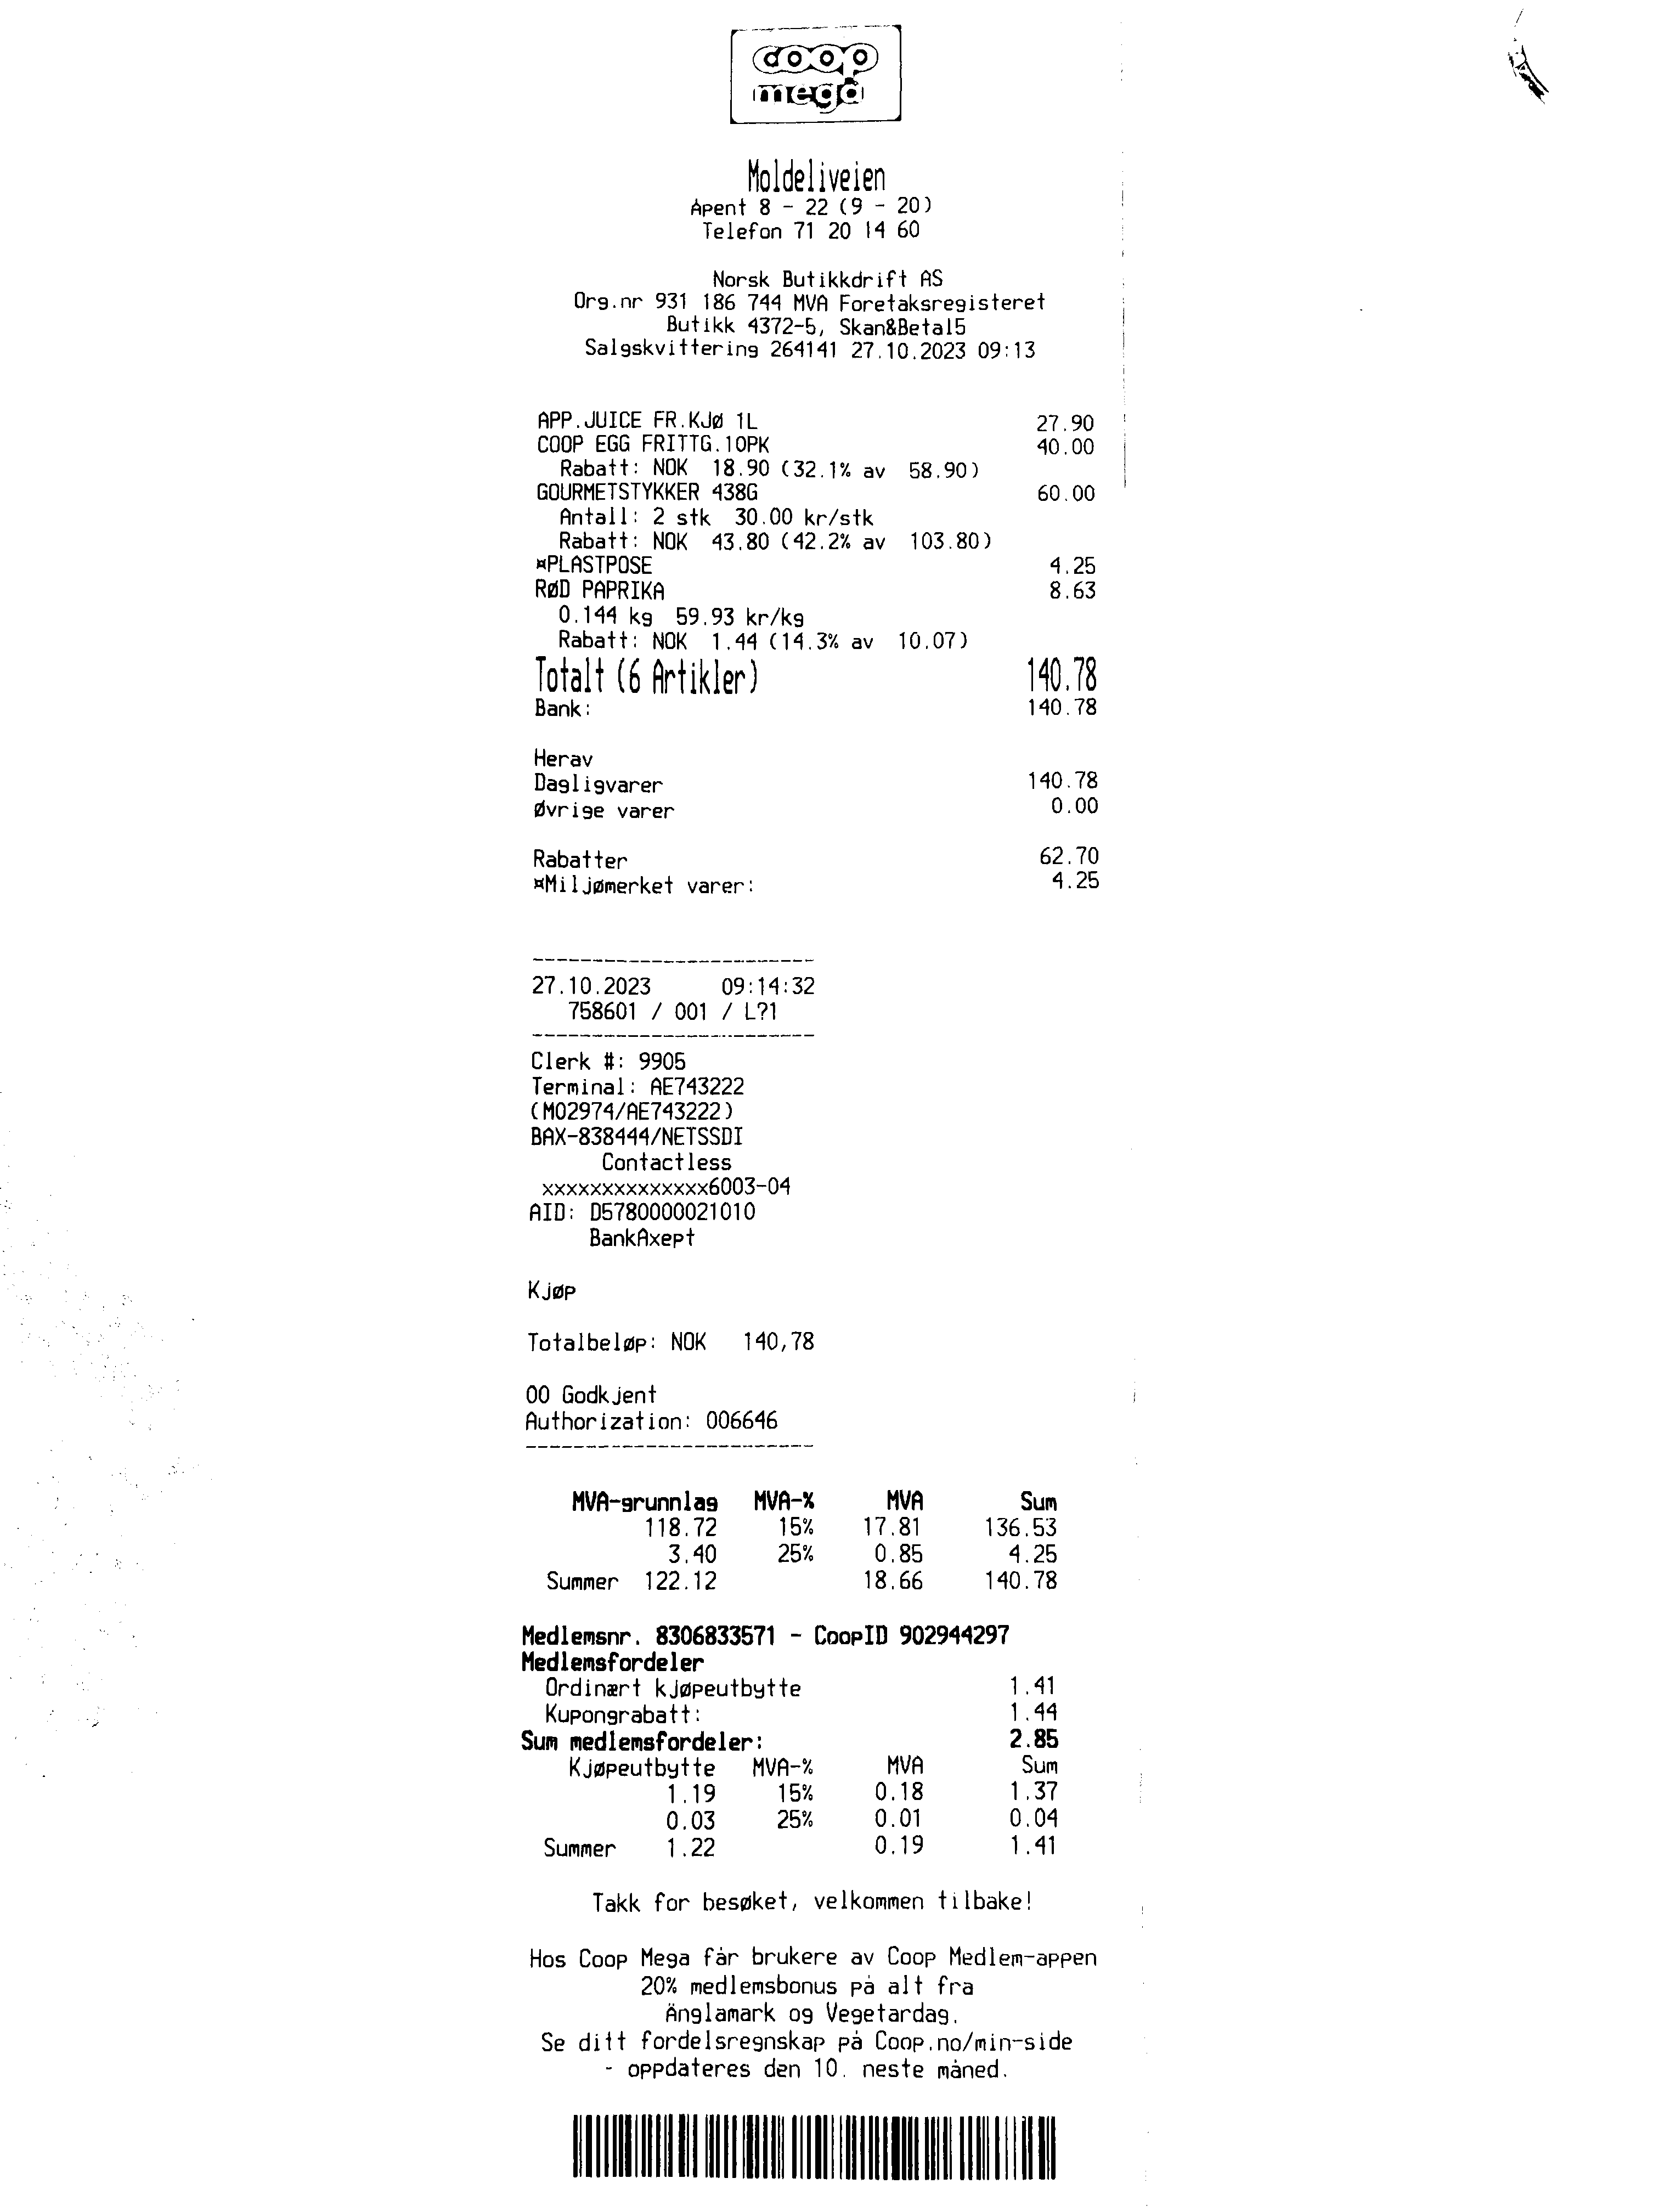 coop
mega
Moldeliveien
Åpent 8 - 22 (9 - 20)
Telefon 71 20 14 60
Norsk Butikkdrift AS
Org.nr 931 186 744 MVA Foretaksregisteret
Butikk 4372-5, Skan&Betal5
Salgskvittering 264141 27.10.2023 09:13
APP.JUICE FR.KJØ 1L 27.90
COOP EGG FRITTG.10PK 40.00
Rabatt: NOK 18.90 (32.1% av 58.90)
GOURMETSTYKKER 438G 60.00
Antall: 2 stk 30.00 kr/stk
Rabatt: NOK 43.80 (42.2% av 103.80)
¤PLASTPOSE 4.25
RØD PAPRIKA 8.63
0.144 kg 59.93 kr/kg
Rabatt: NOK 1.44 (14.3% av 10.07)
Totalt (6 Artikler) 140.78
Bank: 140.78
Herav
Dagligvarer 140.78
Øvrige varer 0.00
Rabatter 62.70
¤Miljømerket varer: 4.25
------------------------
27.10.2023 09:14:32
758601 / 001 / L?1
------------------------
Clerk #: 9905
Terminal: AE743222
(M02974/AE743222)
BAX-838444/NETSSDI
Contactless
xxxxxxxxxxxxxx6003-04
AID: D5780000021010
BankAxept
Kjøp
Totalbeløp: NOK 140,78
00 Godkjent
Authorization: 006646
------------------------
MVA-grunnlag MVA-% MVA Sum
118.72 15% 17.81 136.53
3.40 25% 0.85 4.25
Summer 122.12 18.66 140.78
Medlemsnr. 8306833571 - CoopID 902944297
Medlemsfordeler
Ordinært kjøpeutbytte 1.41
Kupongrabatt: 1.44
Sum medlemsfordeler: 2.85
Kjøpeutbytte MVA-% MVA Sum
1.19 15% 0.18 1.37
0.03 25% 0.01 0.04
Summer 1.22 0.19 1.41
Takk for besøket, velkommen tilbake!
Hos Coop Mega får brukere av Coop Medlem-appen
20% medlemsbonus på alt fra
Änglamark og Vegetardag.
Se ditt fordelsregnskap på Coop.no/min-side
- oppdateres den 10. neste måned.